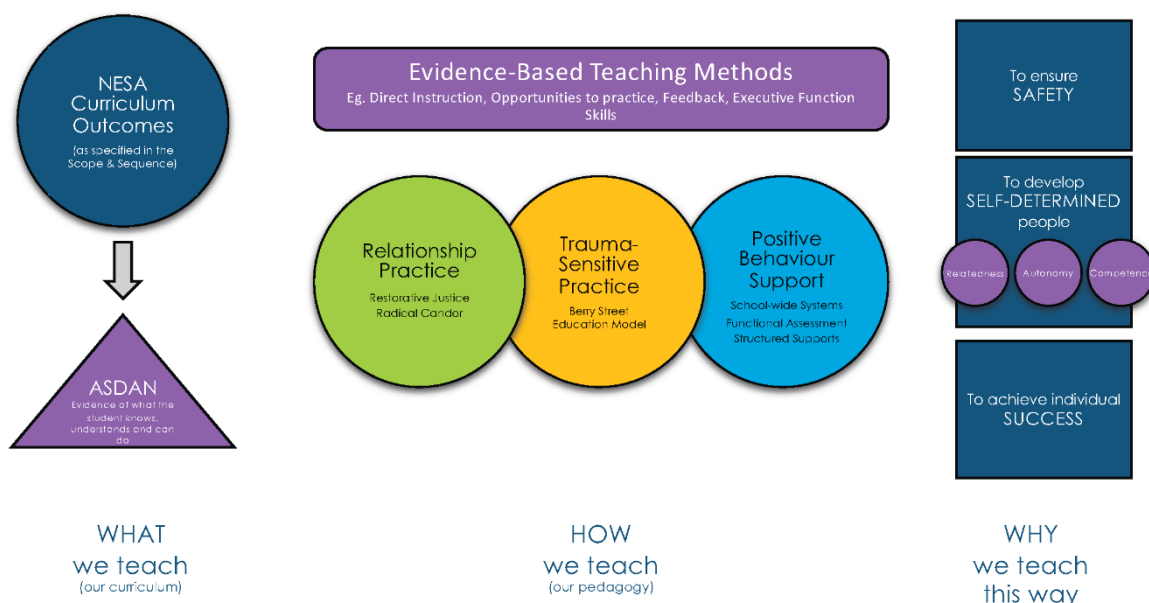 NESA
Curriculum
Outcomes
(as specified in the
Scope & Sequence)
ASDAN
Evidence of what the
student knows,
understands and can
do
WHAT
we teach
(our curriculum)
Evidence-Based Teaching Methods
Eg. Direct Instruction, Opportunities to practice, Feedback, Executive Function
Skills
Relationship
Practice
Restorative Justice
Radical Candor
Trauma-
Sensitive
Practice
Berry Street
Education Model
Positive
Behaviour
Support
School-wide Systems
Functional Assessment
Structured Supports
HOW
we teach
(our pedagogy)
To ensure
SAFETY
To develop
SELF-DETERMINED
people
Relatedness
Autonomy
Competence
To achieve individual
SUCCESS
WHY
we teach
this way